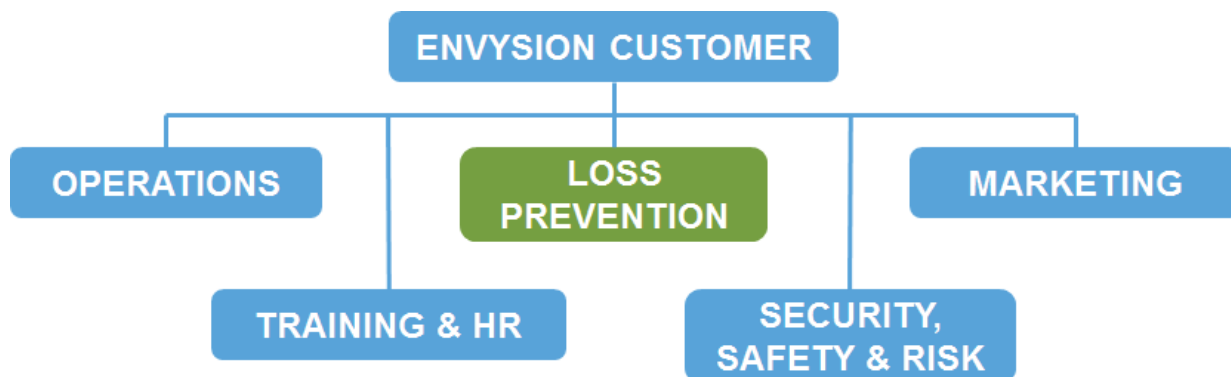 ENVYSION CUSTOMER
OPERATIONS
LOSS
PREVENTION
MARKETING
TRAINING & HR
SECURITY,
SAFETY & RISK